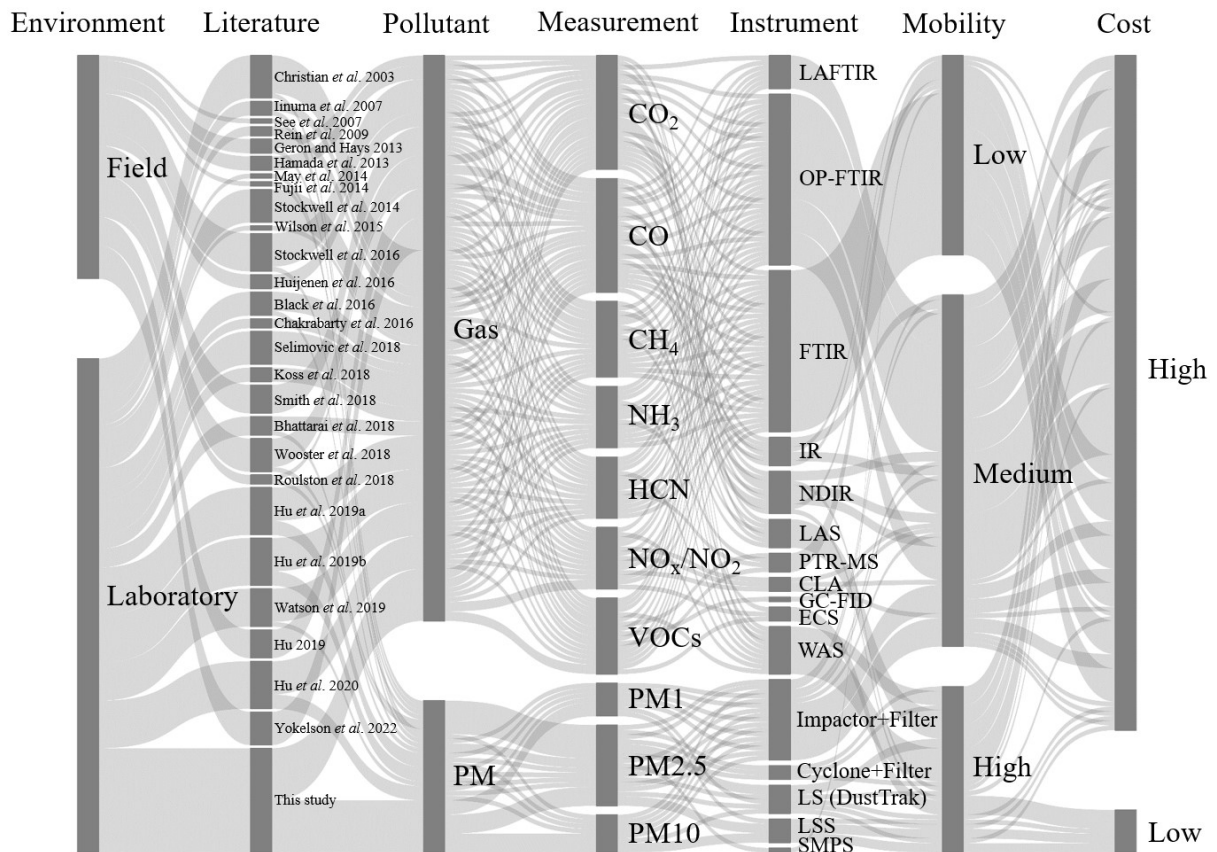 Environment Literature Pollutant Measurement Instrument Mobility Cost
Field
Laboratory
Christian et al. 2003
Iinuma et al. 2007
See et al. 2007
Rein et al. 2009
Geron and Hays 2013
Hamada et al. 2013
May et al. 2014
Fujii et al. 2014
Stockwell et al. 2014
Wilson et al. 2015
Stockwell et al. 2016
Huijenen et al. 2016
Black et al. 2016
Chakrabarty et al. 2016
Selimovic et al. 2018
Koss et al. 2018
Smith et al. 2018
Bhattarai et al. 2018
Wooster et al. 2018
Roulston et al. 2018
Hu et al. 2019a
Hu et al. 2019b
Watson et al. 2019
Hu 2019
Hu et al. 2020
Yokelson et al. 2022
This study
Gas
PM
CO₂
CO
CH₄
NH₃
HCN
NOₓ/NO₂
VOCs
PM1
PM2.5
PM10
LAFTIR
OP-FTIR
FTIR
IR
NDIR
LAS
PTR-MS
CLA
GC-FID
ECS
WAS
Impactor+Filter
Cyclone+Filter
LS (DustTrak)
LSS
SMPS
Low
Medium
High
High
Low